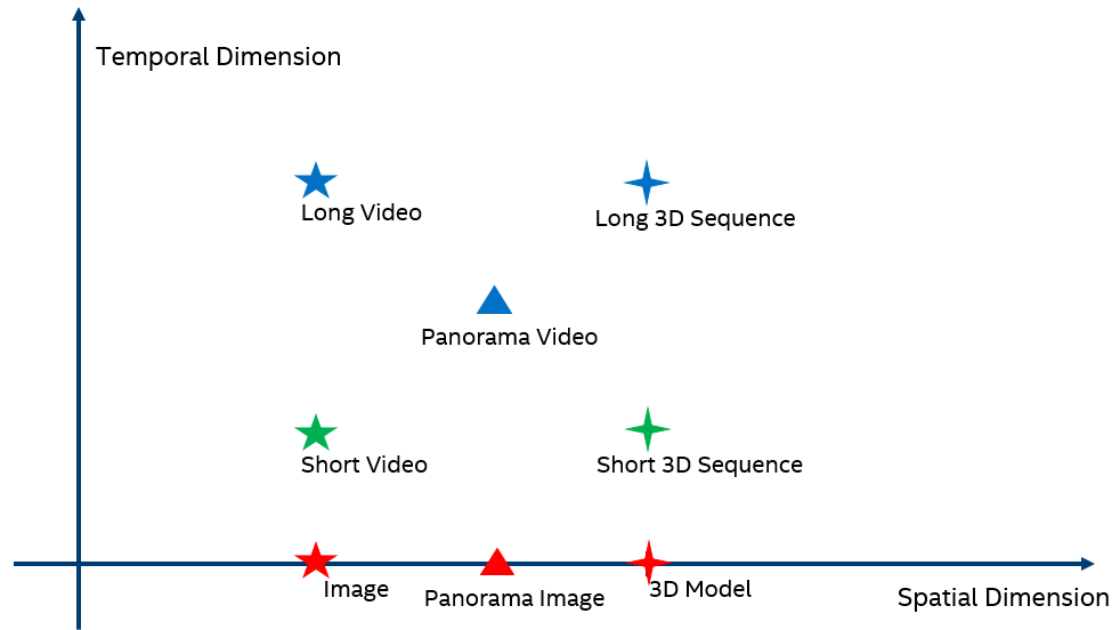 Temporal Dimension
Long Video
Long 3D Sequence
Panorama Video
Short Video
Short 3D Sequence
Image
Panorama Image
3D Model
Spatial Dimension